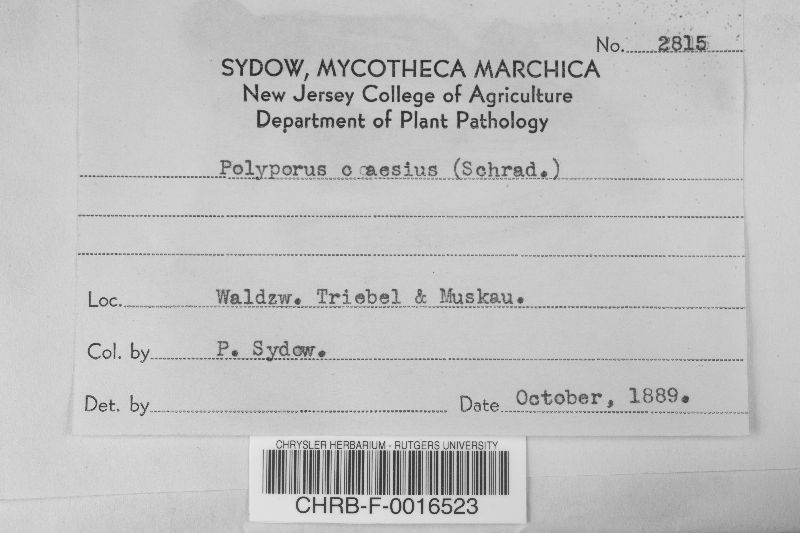 No. 2815
SYDOW, MYCOTHECA MARCHICA
New Jersey College of Agriculture
Department of Plant Pathology
Polyporus caesius (Schrad.)
Loc. Waldzw. Triebel & Muskau.
Col. by P. Sydow.
Det. by
Date October, 1889.
CHRYSLER HERBARIUM - RUTGERS UNIVERSITY
CHRB-F-0016523